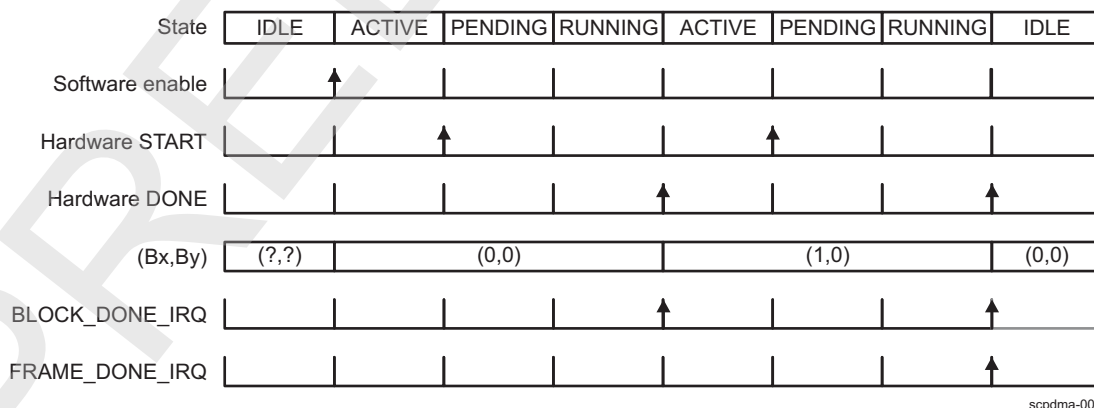 State IDLE ACTIVE PENDING RUNNING ACTIVE PENDING RUNNING IDLE
Software enable
Hardware START
Hardware DONE
(Bx,By) (?,?) (0,0) (1,0) (0,0)
BLOCK_DONE_IRQ
FRAME_DONE_IRQ
scpdma-00